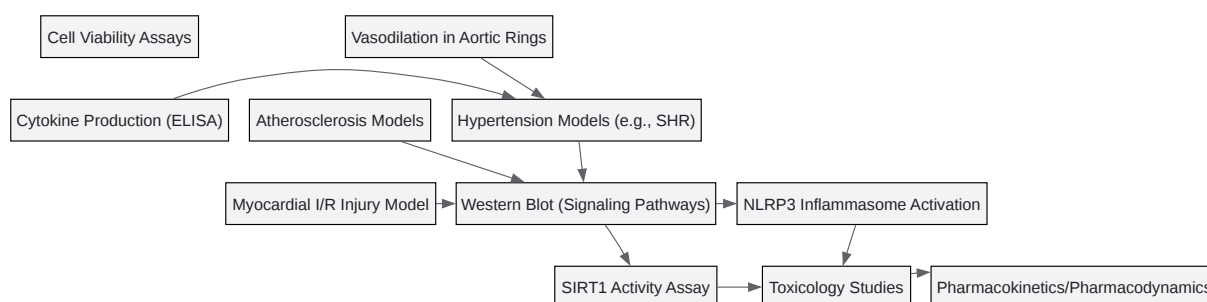 Cell Viability Assays
Vasodilation in Aortic Rings
Cytokine Production (ELISA)
Atherosclerosis Models
Hypertension Models (e.g., SHR)
Myocardial I/R Injury Model
Western Blot (Signaling Pathways)
NLRP3 Inflammasome Activation
SIRT1 Activity Assay
Toxicology Studies
Pharmacokinetics/Pharmacodynamics